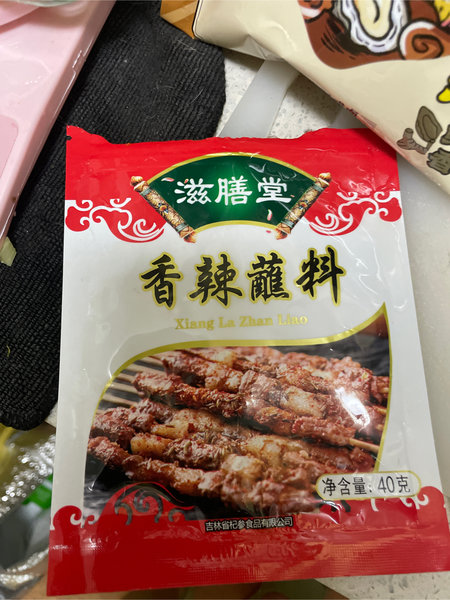 滋膳堂
香辣蘸料
Xiang La Zhan Liao
净含量: 40克
吉林省杞参食品有限公司